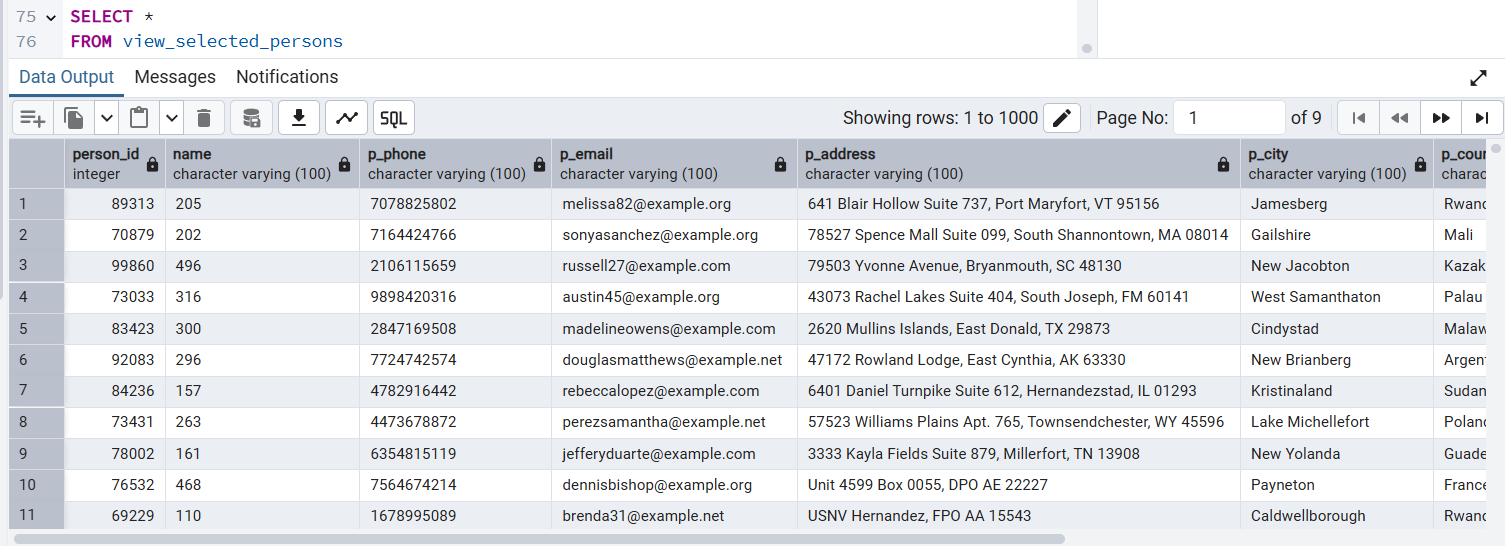 75 SELECT *
76 FROM view_selected_persons
Data Output Messages Notifications
SQL Showing rows: 1 to 1000 Page No: 1 of 9
person_id name p_phone p_email p_address p_city p_cour
integer character varying (100) character varying (100) character varying (100) character varying (100) character varying (100) charac
1 89313 205 7078825802 melissa82@example.org 641 Blair Hollow Suite 737, Port Maryfort, VT 95156 Jamesberg Rwand
2 70879 202 7164424766 sonyasanchez@example.org 78527 Spence Mall Suite 099, South Shannontown, MA 08014 Gailshire Mali
3 99860 496 2106115659 russell27@example.com 79503 Yvonne Avenue, Bryanmouth, SC 48130 New Jacobton Kazak
4 73033 316 9898420316 austin45@example.org 43073 Rachel Lakes Suite 404, South Joseph, FM 60141 West Samanthaton Palau
5 83423 300 2847169508 madelineowens@example.com 2620 Mullins Islands, East Donald, TX 29873 Cindystad Malaw
6 92083 296 7724742574 douglasmatthews@example.net 47172 Rowland Lodge, East Cynthia, AK 63330 New Brianberg Argen
7 84236 157 4782916442 rebeccalopez@example.com 6401 Daniel Turnpike Suite 612, Hernandezstad, IL 01293 Kristinaland Sudan
8 73431 263 4473678872 perezsamantha@example.net 57523 Williams Plains Apt. 765, Townsendchester, WY 45596 Lake Michellefort Poland
9 78002 161 6354815119 jefferyduarte@example.com 3333 Kayla Fields Suite 879, Millerfort, TN 13908 New Yolanda Guade
10 76532 468 7564674214 dennisbishop@example.org Unit 4599 Box 0055, DPO AE 22227 Payneton France
11 69229 110 1678995089 brenda31@example.net USNV Hernandez, FPO AA 15543 Caldwellborough Rwand